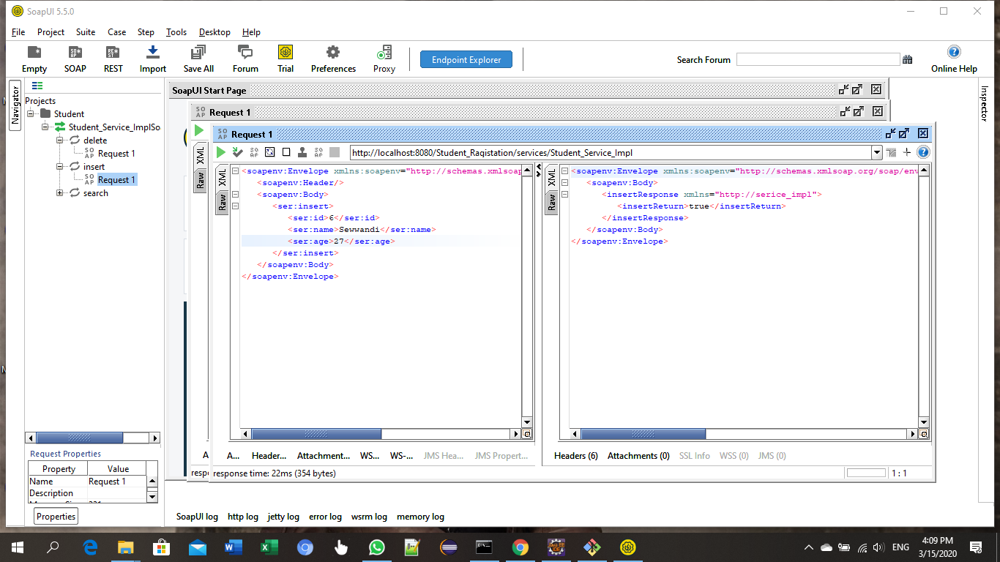 SoapUI 5.5.0
File Project Suite Case Step Tools Desktop Help
Empty SOAP REST Import Save All Forum Trial Preferences Proxy Endpoint Explorer Search Forum Online Help
Navigator
Projects
Student
Student_Service_ImplSo
delete
Request 1
insert
Request 1
search
Request Properties
Property Value
Name Request 1
Description
Properties
SoapUI Start Page
Request 1
XML
Raw
Request 1
http://localhost:8080/Student_Raqistation/services/Student_Service_Impl
XML
Raw
<soapenv:Envelope xmlns:soapenv="http://schemas.xmlsoap
<soapenv:Header/>
<soapenv:Body>
<ser:insert>
<ser:id>6</ser:id>
<ser:name>Sewwandi</ser:name>
<ser:age>27</ser:age>
</ser:insert>
</soapenv:Body>
</soapenv:Envelope>
XML
Raw
<soapenv:Envelope xmlns:soapenv="http://schemas.xmlsoap.org/soap/env
<soapenv:Body>
<insertResponse xmlns="http://serice_impl">
<insertReturn>true</insertReturn>
</insertResponse>
</soapenv:Body>
</soapenv:Envelope>
A A... Header... Attachment... WS... WS-... JMS Hea... JMS Propert...
Headers (6) Attachments (0) SSL Info WSS (0) JMS (0)
resp response time: 22ms (354 bytes) 1 : 1
Inspector
SoapUI log http log jetty log error log wsrm log memory log
ENG
4:09 PM
3/15/2020